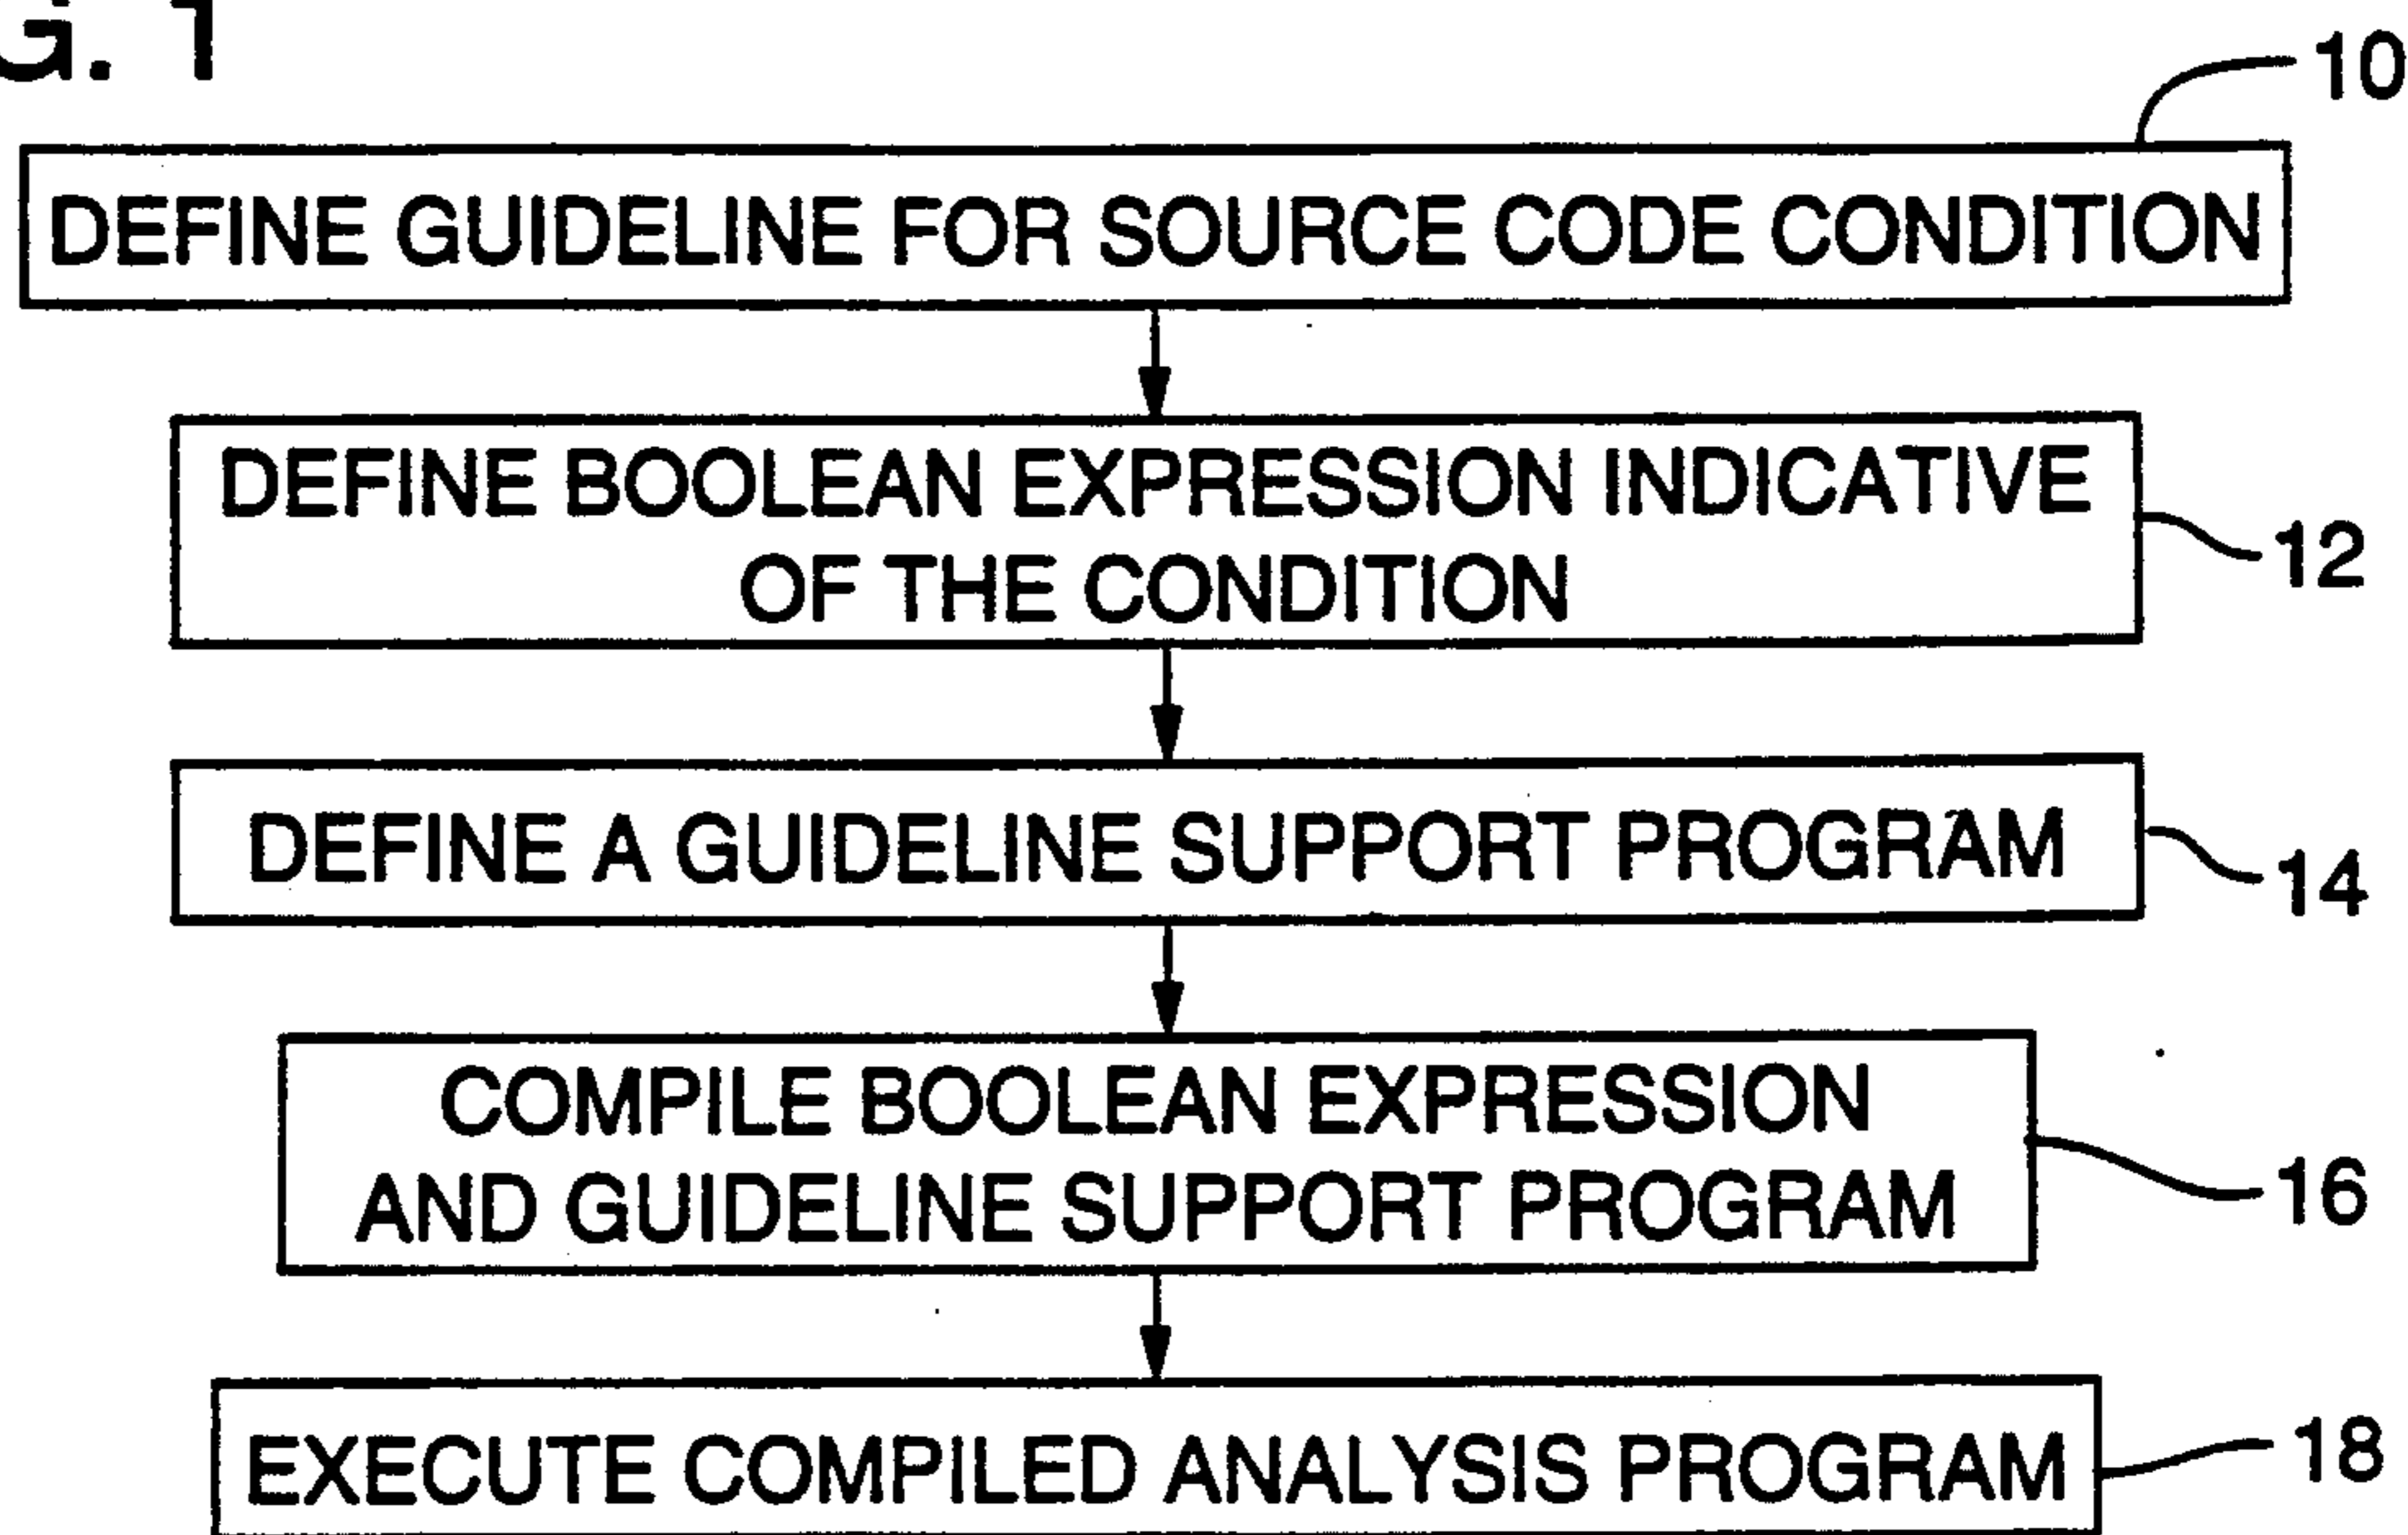 G. 1
10
DEFINE GUIDELINE FOR SOURCE CODE CONDITION
DEFINE BOOLEAN EXPRESSION INDICATIVE
OF THE CONDITION
12
DEFINE A GUIDELINE SUPPORT PROGRAM
14
COMPILE BOOLEAN EXPRESSION
AND GUIDELINE SUPPORT PROGRAM
16
EXECUTE COMPILED ANALYSIS PROGRAM
18